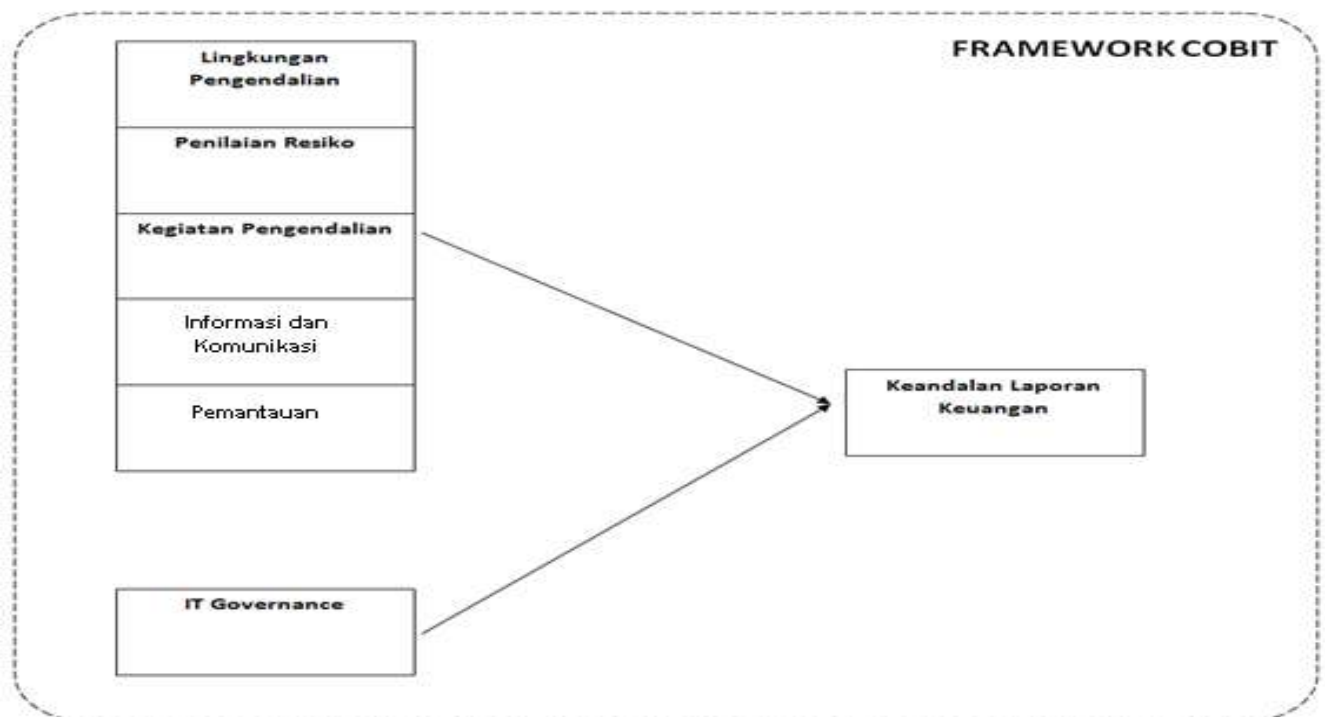 FRAMEWORK COBIT
Lingkungan
Pengendalian
Penilaian Resiko
Kegiatan Pengendalian
Informasi dan
Komunikasi
Pemantauan
Keandalan Laporan
Keuangan
IT Governance